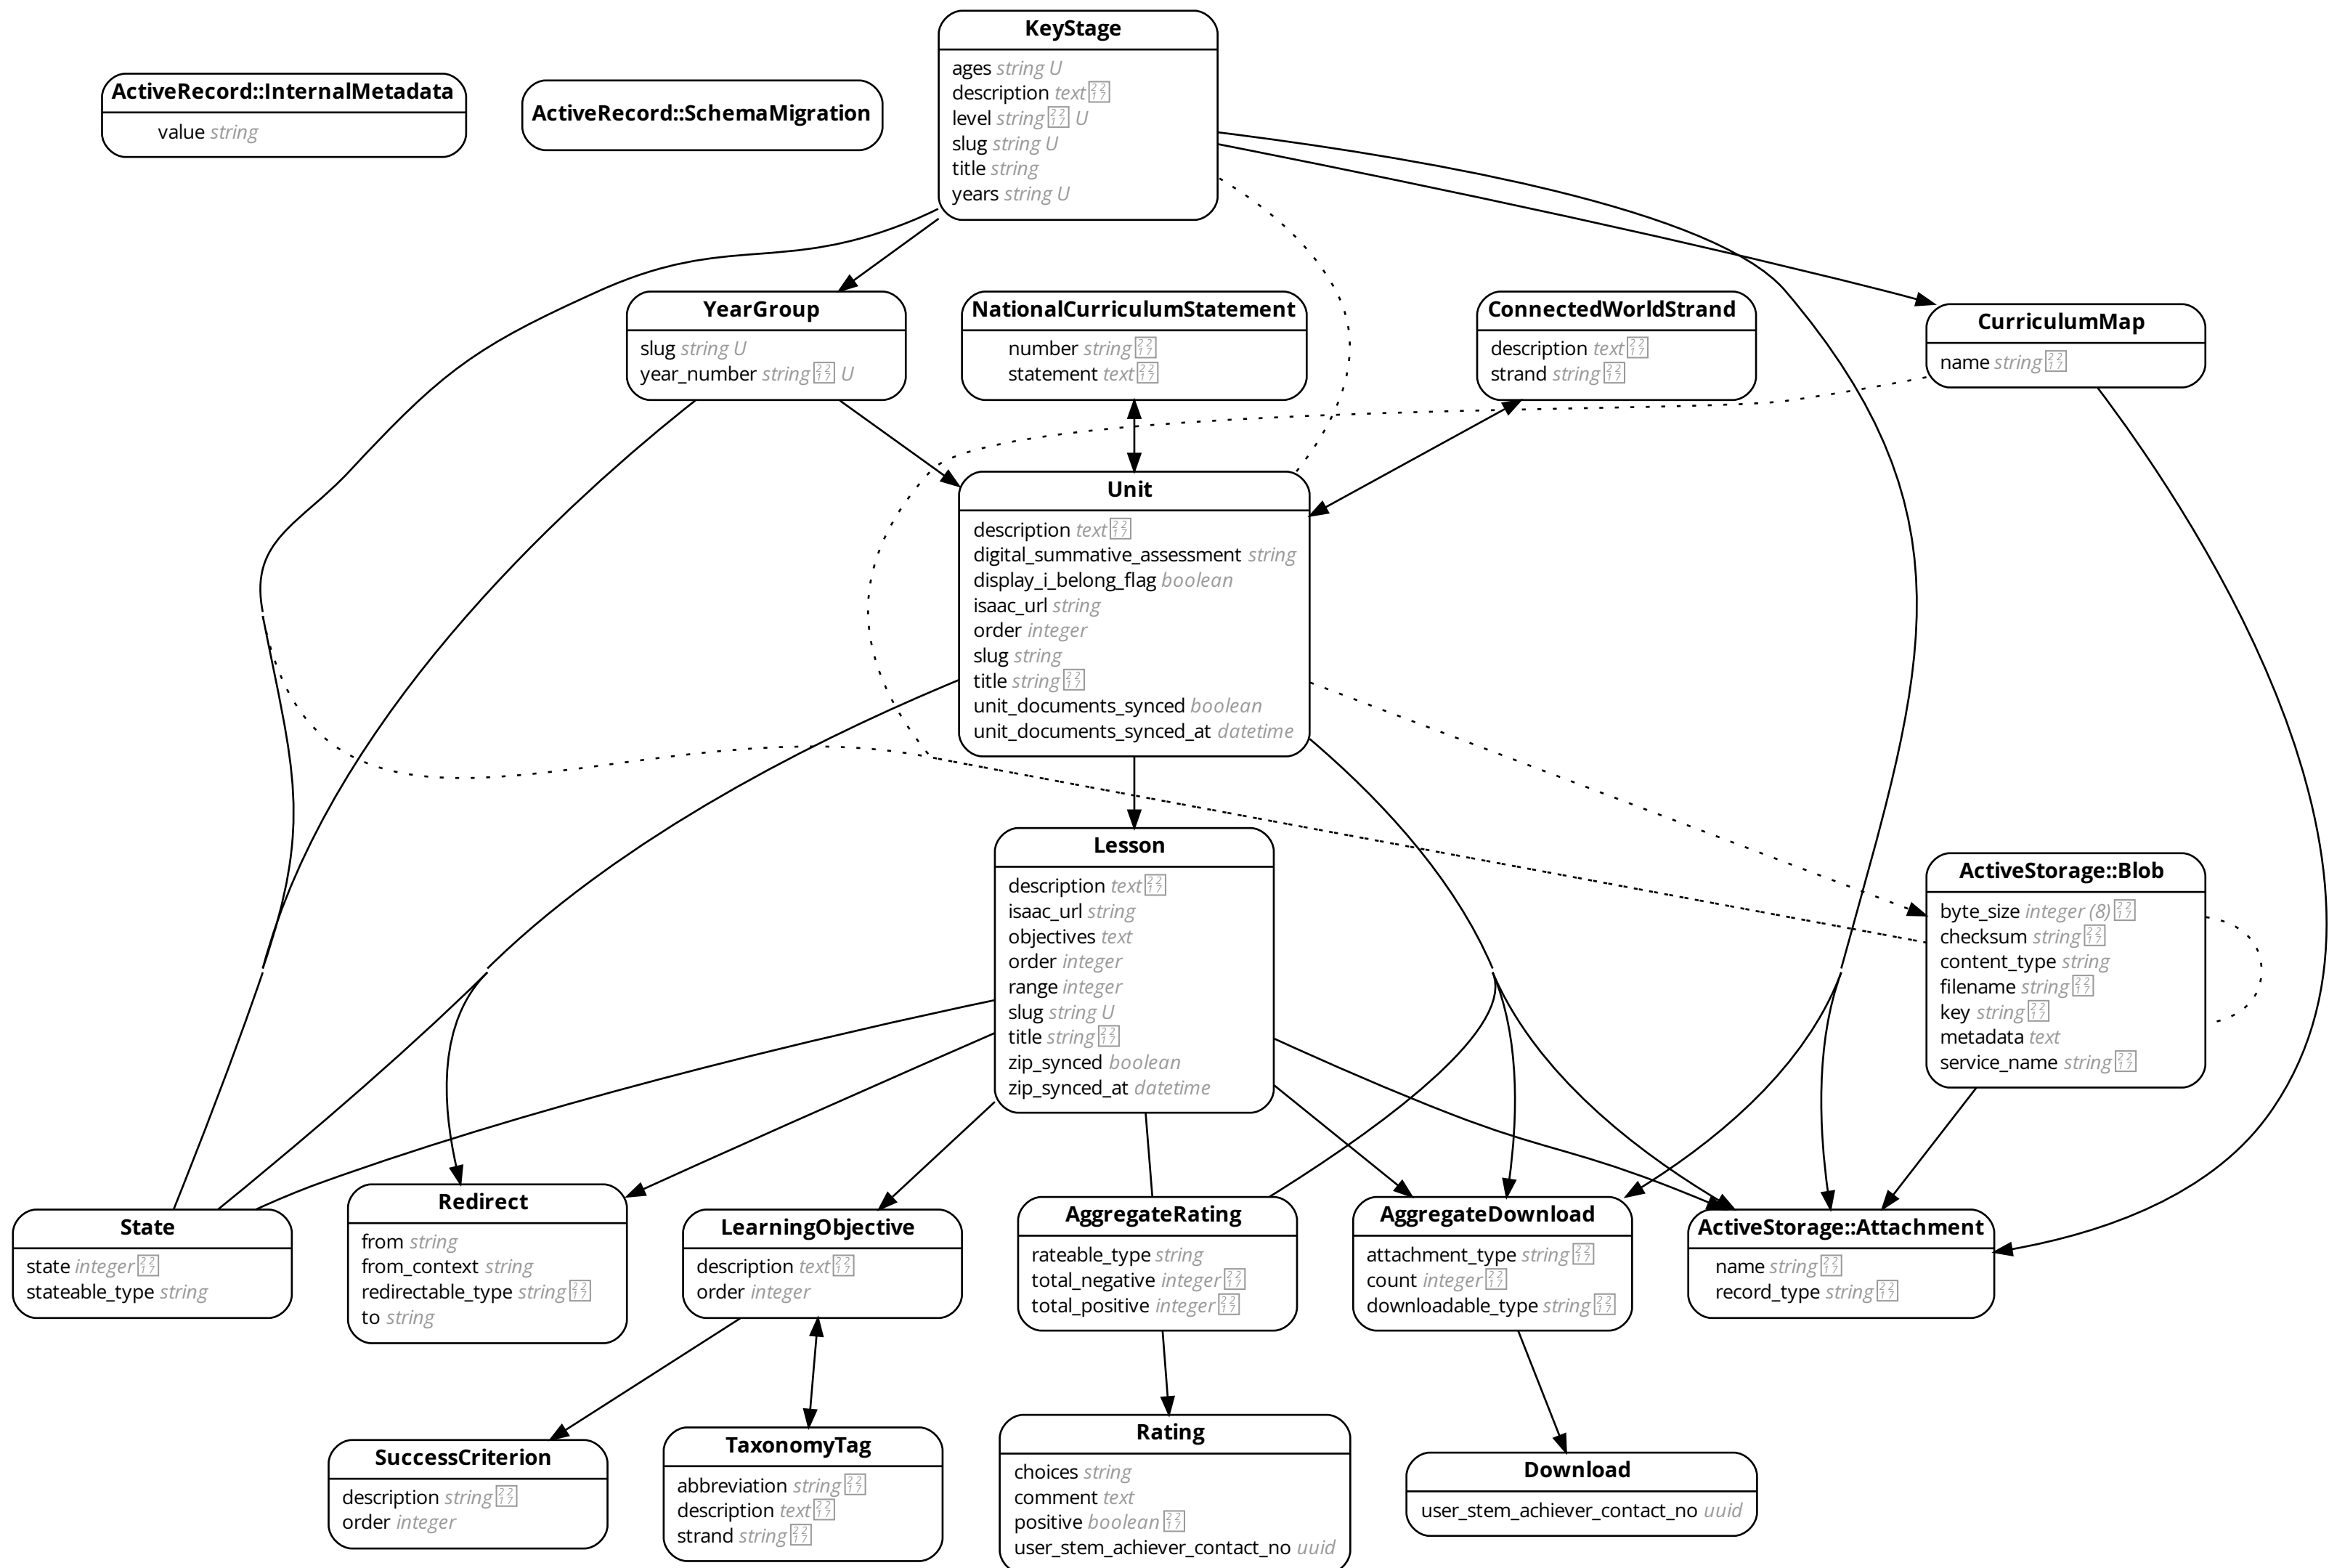 KeyStage
ages string U
description text
level string U
slug string U
title string
years string U
ActiveRecord::InternalMetadata
value string
ActiveRecord::SchemaMigration
YearGroup
slug string U
year_number string U
NationalCurriculumStatement
number string
statement text
ConnectedWorldStrand
description text
strand string
CurriculumMap
name string
Unit
description text
digital_summative_assessment string
display_i_belong_flag boolean
isaac_url string
order integer
slug string
title string
unit_documents_synced boolean
unit_documents_synced_at datetime
Lesson
description text
isaac_url string
objectives text
order integer
range integer
slug string U
title string
zip_synced boolean
zip_synced_at datetime
ActiveStorage::Blob
byte_size integer (8)
checksum string
content_type string
filename string
key string
metadata text
service_name string
State
state integer
stateable_type string
Redirect
from string
from_context string
redirectable_type string
to string
LearningObjective
description text
order integer
AggregateRating
rateable_type string
total_negative integer
total_positive integer
AggregateDownload
attachment_type string
count integer
downloadable_type string
ActiveStorage::Attachment
name string
record_type string
SuccessCriterion
description string
order integer
TaxonomyTag
abbreviation string
description text
strand string
Rating
choices string
comment text
positive boolean
user_stem_achiever_contact_no uuid
Download
user_stem_achiever_contact_no uuid